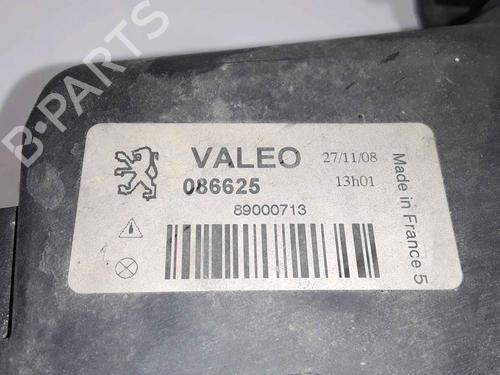 B-PARTS
VALEO
27/11/08
086625
13h01
89000713
Made in France 5